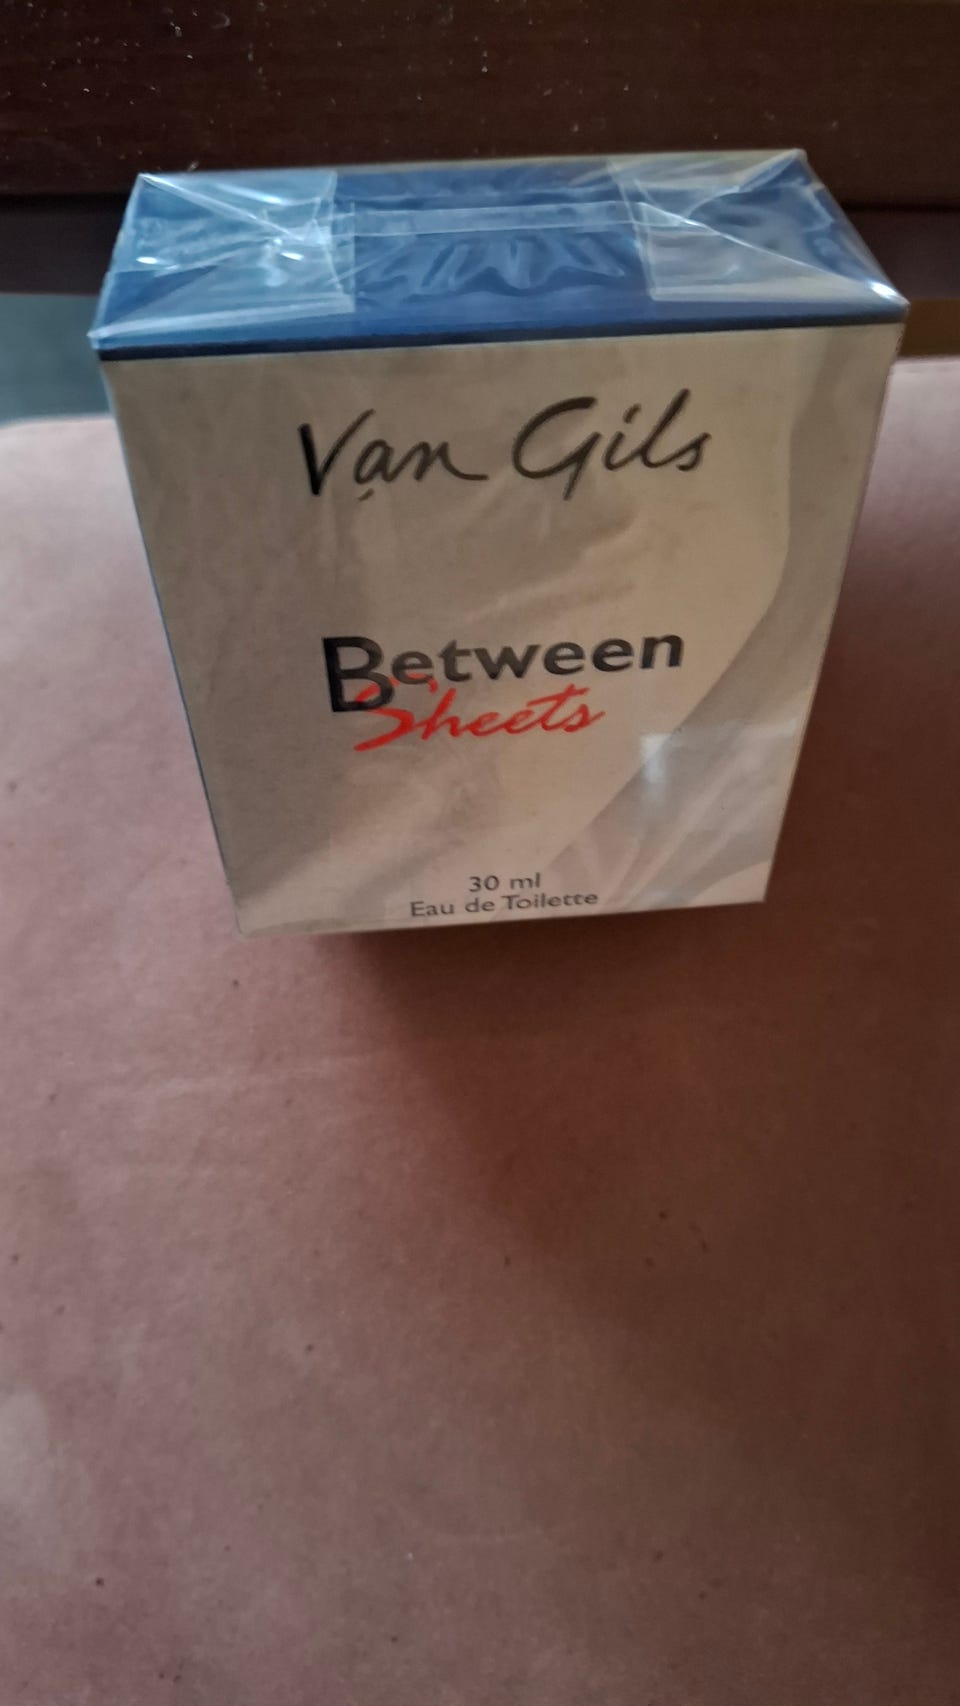 Van Gils
Between
Sheets
30 ml
Eau de Toilette